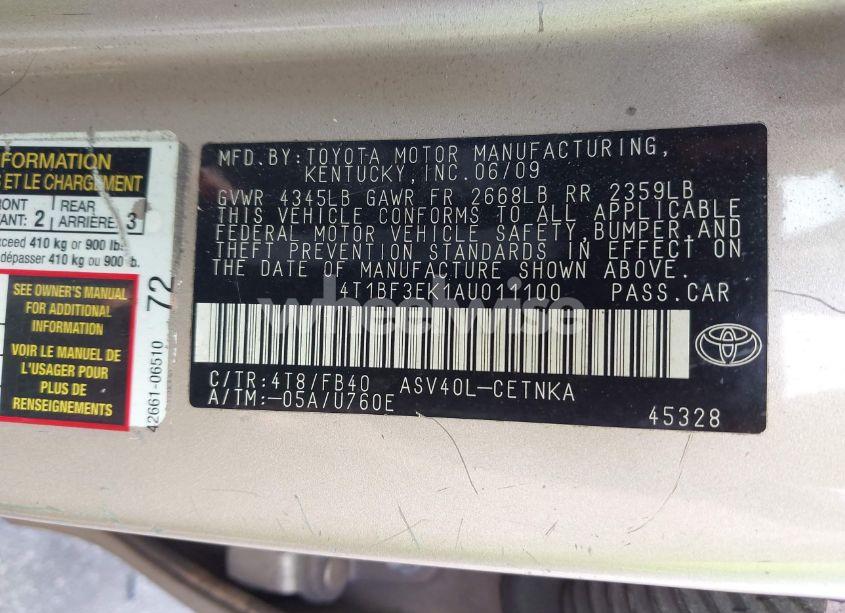 FORMATION
ET LE CHARGEMENT
FRONT 2 REAR 3
ARRIÈRE
exceed 410 kg or 900 lb.
dépasser 410 kg ou 900 lb.
SEE OWNER'S MANUAL
FOR ADDITIONAL
INFORMATION
VOIR LE MANUEL DE
L'USAGER POUR
PLUS DE
RENSEIGNEMENTS
42661-06510 72
MFD.BY:TOYOTA MOTOR MANUFACTURING,
KENTUCKY,INC.06/09
GVWR 4345LB GAWR FR 2668LB RR 2359LB
THIS VEHICLE CONFORMS TO ALL APPLICABLE
FEDERAL MOTOR VEHICLE SAFETY,BUMPER,AND
THEFT PREVENTION STANDARDS IN EFFECT ON
THE DATE OF MANUFACTURE SHOWN ABOVE.
4T1BF3EK1AU011100 PASS.CAR
wheelwise
C/TR:4T8/FB40 ASV40L-CETNKA
A/TM:-05A/U760E
45328